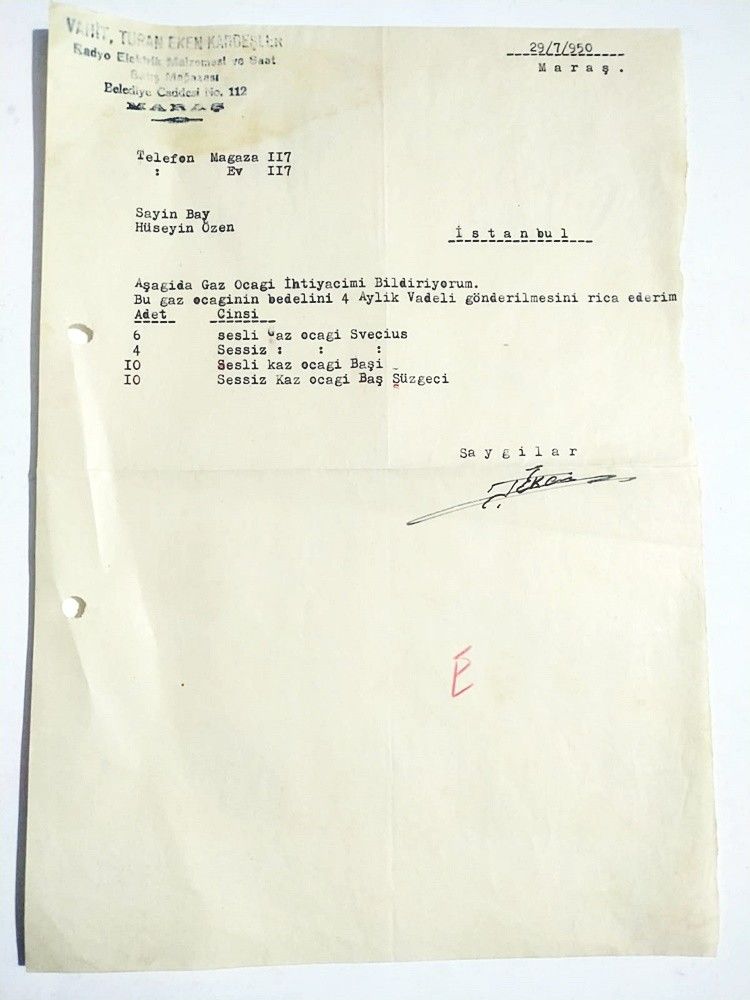 VAHİT, TURAN EKEN KARDEŞLER
Radyo Elektrik Malzemesi ve Saat
Satış Mağazası
Belediye Caddesi No. 112
MARAŞ
29/7/950
Maraş.
Telefon Magaza II7
: Ev II7
Sayin Bay
Hüseyin Özen
İstanbul
Aşagida Gaz Ocagi İhtiyacimi Bildiriyorum.
Bu gaz ocaginin bedelini 4 Aylik Vadeli gönderilmesini rica ederim
Adet Cinsi
6 sesli Gaz ocagi Svecius
4 Sessiz : : :
IO Sesli kaz ocagi Başi
IO Sessiz Kaz ocagi Baş Süzgeci
Saygilar
T. Eken
E